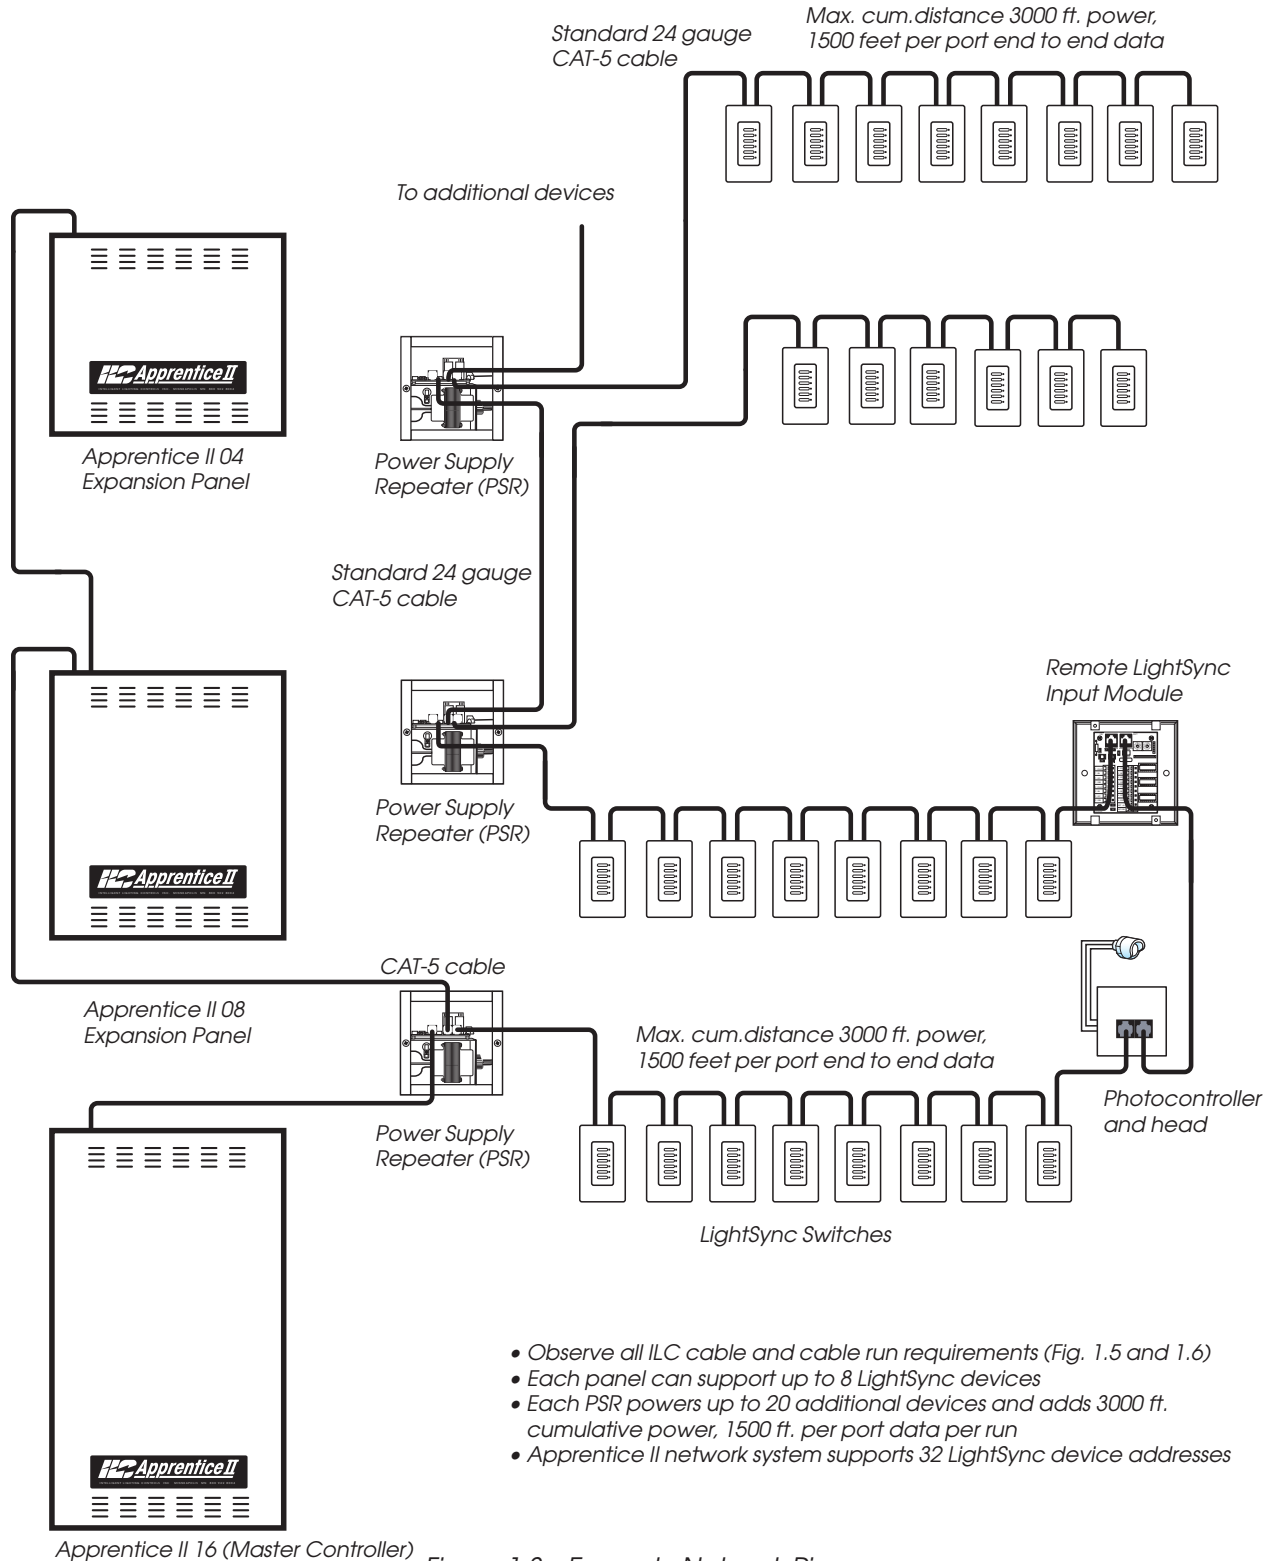 Standard 24 gauge
CAT-5 cable
Max. cum.distance 3000 ft. power,
1500 feet per port end to end data
To additional devices
ILC Apprentice II
Apprentice II 04
Expansion Panel
Power Supply
Repeater (PSR)
Standard 24 gauge
CAT-5 cable
Remote LightSync
Input Module
ILC Apprentice II
Power Supply
Repeater (PSR)
Apprentice II 08
Expansion Panel
CAT-5 cable
Max. cum.distance 3000 ft. power,
1500 feet per port end to end data
Photocontroller
and head
Power Supply
Repeater (PSR)
LightSync Switches
• Observe all ILC cable and cable run requirements (Fig. 1.5 and 1.6)
• Each panel can support up to 8 LightSync devices
• Each PSR powers up to 20 additional devices and adds 3000 ft.
cumulative power, 1500 ft. per port data per run
• Apprentice II network system supports 32 LightSync device addresses
ILC Apprentice II
Apprentice II 16 (Master Controller)